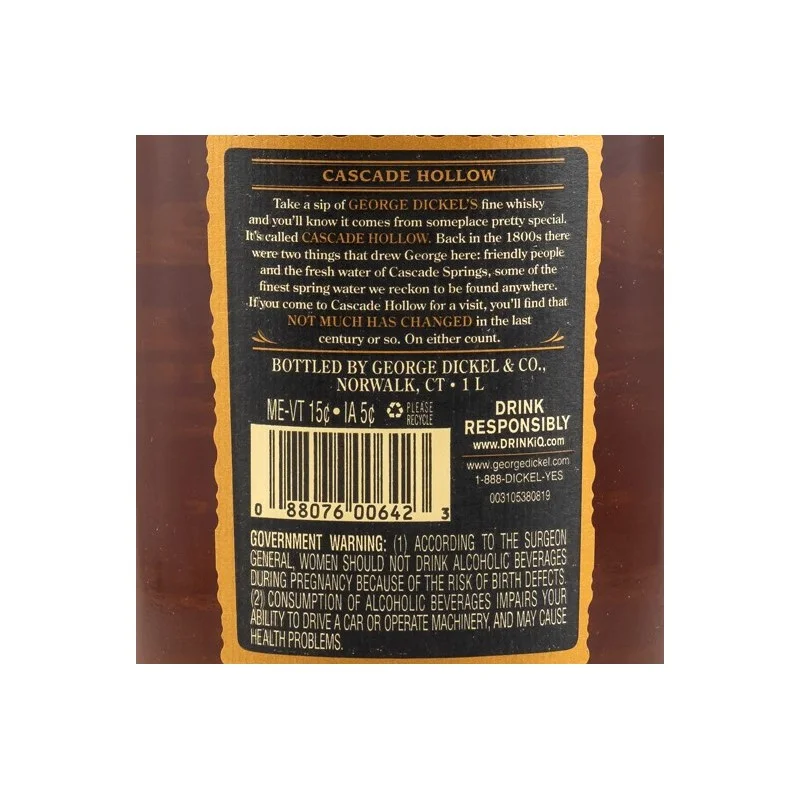 CASCADE HOLLOW
Take a sip of GEORGE DICKEL'S fine whisky
and you'll know it comes from someplace pretty special.
It's called CASCADE HOLLOW. Back in the 1800s there
were two things that drew George here: friendly people
and the fresh water of Cascade Springs, some of the
finest spring water we reckon to be found anywhere.
If you come to Cascade Hollow for a visit, you'll find that
NOT MUCH HAS CHANGED in the last
century or so. On either count.
BOTTLED BY GEORGE DICKEL & CO.,
NORWALK, CT • 1 L
ME-VT 15¢ • IA 5¢ PLEASE RECYCLE
DRINK
RESPONSIBLY
www.DRINKiQ.com
www.georgedickel.com
1-888-DICKEL-YES
003105380819
0 88076 00642 3
GOVERNMENT WARNING: (1) ACCORDING TO THE SURGEON
GENERAL, WOMEN SHOULD NOT DRINK ALCOHOLIC BEVERAGES
DURING PREGNANCY BECAUSE OF THE RISK OF BIRTH DEFECTS.
(2) CONSUMPTION OF ALCOHOLIC BEVERAGES IMPAIRS YOUR
ABILITY TO DRIVE A CAR OR OPERATE MACHINERY, AND MAY CAUSE
HEALTH PROBLEMS.